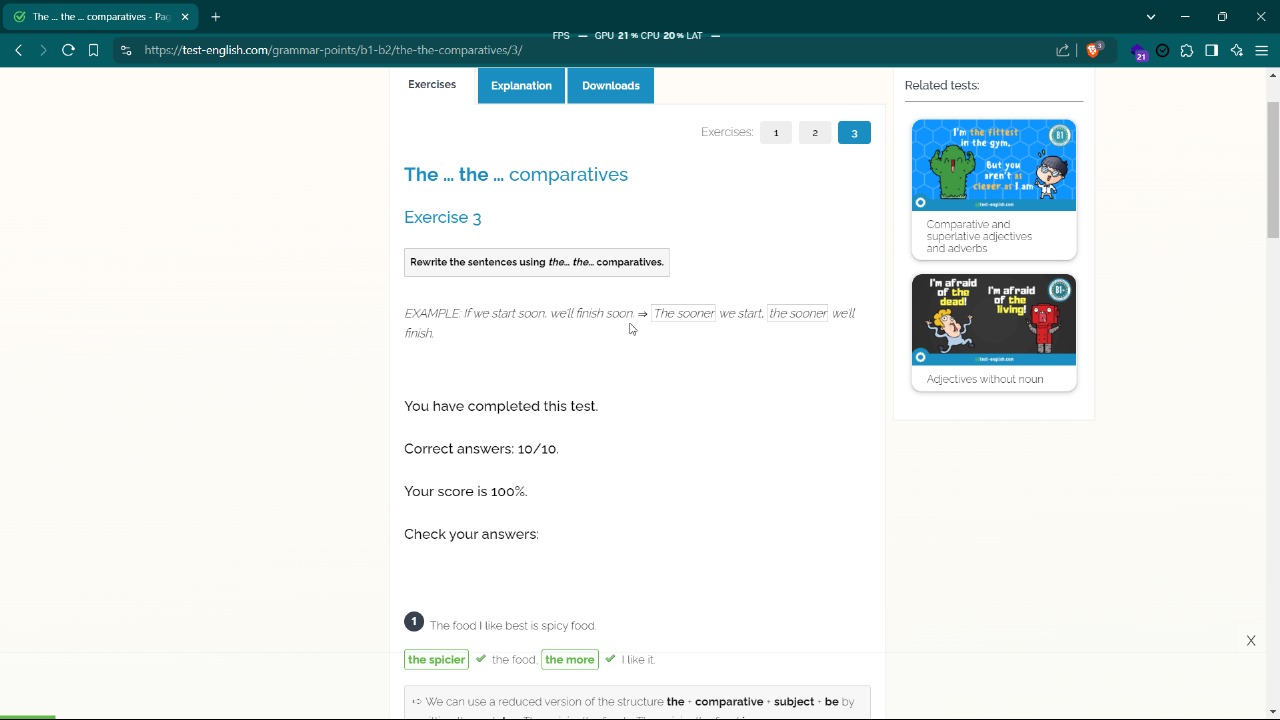 The ... the ... comparatives - Pag
FPS — GPU 21 % CPU 20 % LAT —
https://test-english.com/grammar-points/b1-b2/the-the-comparatives/3/
3
21
Exercises
Explanation
Downloads
Related tests:
Exercises: 1 2 3
I'm the fittest
in the gym.
B1
But you
aren't as
clever as I am
test-english.com
The ... the ... comparatives
Exercise 3
Comparative and
superlative adjectives
and adverbs
Rewrite the sentences using the... the... comparatives.
I'm afraid
of the
dead!
I'm afraid
of the
living!
B1+
test-english.com
EXAMPLE: If we start soon, we'll finish soon. ⇒ The sooner we start, the sooner we'll
finish.
Adjectives without noun
You have completed this test.
Correct answers: 10/10.
Your score is 100%.
Check your answers:
1 The food I like best is spicy food.
the spicier ✔ the food, the more ✔ I like it.
X
⇨ We can use a reduced version of the structure the + comparative + subject + be by